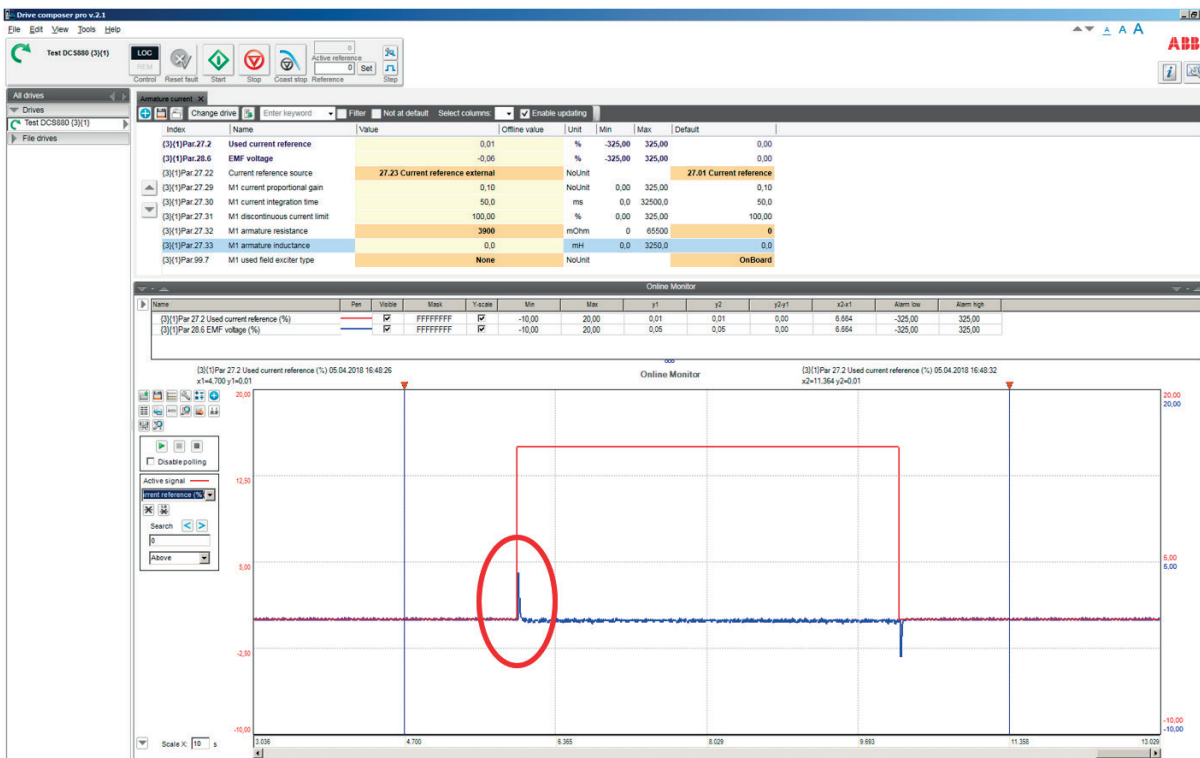 Drive composer pro v.2.1
File Edit View Tools Help
A A A
ABB
Test DCS880 {3}{1}
LOC
REM
Control Reset fault Start Stop Coast stop Reference Step
0
Active reference
0 Set
i
All drives
Drives
Test DCS880 {3}{1}
File drives
Armature current X
Change drive Enter keyword Filter Not at default Select columns: Enable updating
Index Name Value Offline value Unit Min Max Default
{3}{1}Par.27.2 Used current reference 0,01 % -325,00 325,00 0,00
{3}{1}Par.28.6 EMF voltage -0,06 % -325,00 325,00 0,00
{3}{1}Par.27.22 Current reference source 27.23 Current reference external NoUnit 27.01 Current reference
{3}{1}Par.27.29 M1 current proportional gain 0,10 NoUnit 0,00 325,00 0,10
{3}{1}Par.27.30 M1 current integration time 50,0 ms 0,0 32500,0 50,0
{3}{1}Par.27.31 M1 discontinuous current limit 100,00 % 0,00 325,00 100,00
{3}{1}Par.27.32 M1 armature resistance 3900 mOhm 0 65500 0
{3}{1}Par.27.33 M1 armature inductance 0,0 mH 0,0 3250,0 0,0
{3}{1}Par.99.7 M1 used field exciter type None NoUnit OnBoard
Online Monitor
Name Pen Visible Mask Y-scale Min Max y1 y2 y2-y1 x2-x1 Alarm low Alarm high
{3}{1}Par 27.2 Used current reference (%) FFFFFFFF -10,00 20,00 0,01 0,01 0,00 6.664 -325,00 325,00
{3}{1}Par 28.6 EMF voltage (%) FFFFFFFF -10,00 20,00 0,05 0,05 0,00 6.664 -325,00 325,00
{3}{1}Par 27.2 Used current reference (%) 05.04.2018 16:48:26
x1=4.700 y1=0.01
Online Monitor
{3}{1}Par 27.2 Used current reference (%) 05.04.2018 16:48:32
x2=11.364 y2=0.01
20,00
12,50
5,00
-2,50
-10,00
20,00
20,00
5,00
5,00
-10,00
-10,00
Disable polling
Active signal
urrent reference (%)
Search < >
0
Above
Scale X: 10 s
3.036 4.700 6.365 8.029 9.693 11.358 13.029